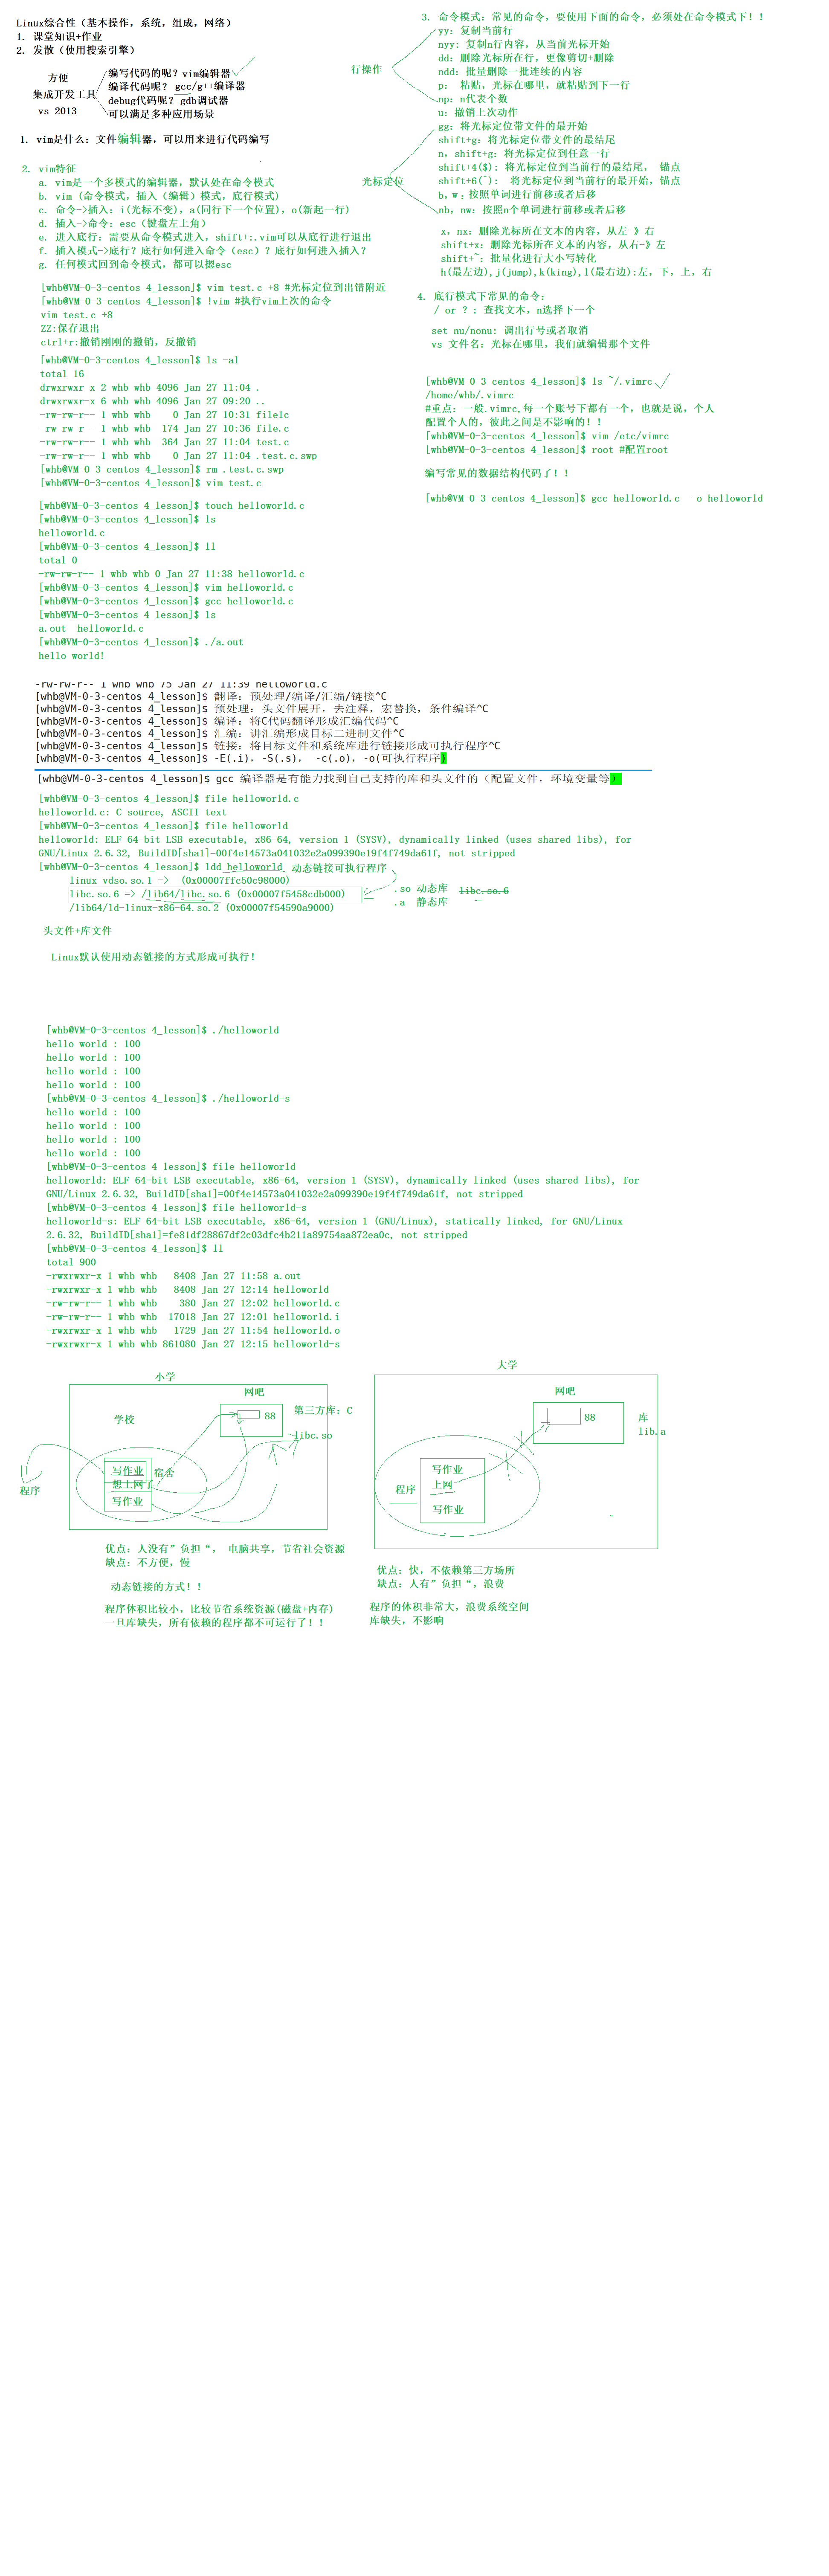 Linux综合性（基本操作，系统，组成，网络）
1. 课堂知识+作业
2. 发散（使用搜索引擎）
方便
集成开发工具
vs 2013
编写代码的呢？vim编辑器
编译代码呢？ gcc/g++编译器
debug代码呢？ gdb调试器
可以满足多种应用场景
1. vim是什么：文件编辑器，可以用来进行代码编写
2. vim特征
a. vim是一个多模式的编辑器，默认处在命令模式
b. vim (命令模式，插入（编辑）模式，底行模式)
c. 命令->插入：i(光标不变)，a(同行下一个位置)，o(新起一行)
d. 插入->命令：esc（键盘左上角）
e. 进入底行：需要从命令模式进入，shift+:.vim可以从底行进行退出
f. 插入模式->底行？底行如何进入命令（esc）？底行如何进入插入？
g. 任何模式回到命令模式，都可以摁esc
[whb@VM-0-3-centos 4_lesson]$ vim test.c +8 #光标定位到出错附近
[whb@VM-0-3-centos 4_lesson]$ !vim #执行vim上次的命令
vim test.c +8
ZZ:保存退出
ctrl+r:撤销刚刚的撤销，反撤销
[whb@VM-0-3-centos 4_lesson]$ ls -al
total 16
drwxrwxr-x 2 whb whb 4096 Jan 27 11:04 .
drwxrwxr-x 6 whb whb 4096 Jan 27 09:20 ..
-rw-rw-r-- 1 whb whb    0 Jan 27 10:31 file1c
-rw-rw-r-- 1 whb whb  174 Jan 27 10:36 file.c
-rw-rw-r-- 1 whb whb  364 Jan 27 11:04 test.c
-rw-rw-r-- 1 whb whb    0 Jan 27 11:04 .test.c.swp
[whb@VM-0-3-centos 4_lesson]$ rm .test.c.swp
[whb@VM-0-3-centos 4_lesson]$ vim test.c
[whb@VM-0-3-centos 4_lesson]$ touch helloworld.c
[whb@VM-0-3-centos 4_lesson]$ ls
helloworld.c
[whb@VM-0-3-centos 4_lesson]$ ll
total 0
-rw-rw-r-- 1 whb whb 0 Jan 27 11:38 helloworld.c
[whb@VM-0-3-centos 4_lesson]$ vim helloworld.c
[whb@VM-0-3-centos 4_lesson]$ gcc helloworld.c
[whb@VM-0-3-centos 4_lesson]$ ls
a.out  helloworld.c
[whb@VM-0-3-centos 4_lesson]$ ./a.out
hello world!
3. 命令模式：常见的命令，要使用下面的命令，必须处在命令模式下！！
行操作
yy：复制当前行
nyy: 复制n行内容，从当前光标开始
dd: 删除光标所在行，更像剪切+删除
ndd：批量删除一批连续的内容
p： 粘贴，光标在哪里，就粘贴到下一行
np：n代表个数
u：撤销上次动作
光标定位
gg：将光标定位带文件的最开始
shift+g：将光标定位带文件的最结尾
n，shift+g：将光标定位到任意一行
shift+4($)：将光标定位到当前行的最结尾， 锚点
shift+6(^)： 将光标定位到当前行的最开始，锚点
b，w：按照单词进行前移或者后移
nb，nw：按照n个单词进行前移或者后移
x，nx：删除光标所在文本的内容，从左-》右
shift+x：删除光标所在文本的内容，从右-》左
shift+~：批量化进行大小写转化
h(最左边),j(jump),k(king),l(最右边):左，下，上，右
4. 底行模式下常见的命令：
/ or ？: 查找文本，n选择下一个
set nu/nonu: 调出行号或者取消
vs 文件名：光标在哪里，我们就编辑那个文件
[whb@VM-0-3-centos 4_lesson]$ ls ~/.vimrc
/home/whb/.vimrc
#重点：一般.vimrc,每一个账号下都有一个，也就是说，个人
配置个人的，彼此之间是不影响的！！
[whb@VM-0-3-centos 4_lesson]$ vim /etc/vimrc
[whb@VM-0-3-centos 4_lesson]$ root #配置root
编写常见的数据结构代码了！！
[whb@VM-0-3-centos 4_lesson]$ gcc helloworld.c  -o helloworld
-rw-rw-r-- 1 whb whb 75 Jan 27 11:39 helloworld.c
[whb@VM-0-3-centos 4_lesson]$ 翻译：预处理/编译/汇编/链接^C
[whb@VM-0-3-centos 4_lesson]$ 预处理：头文件展开，去注释，宏替换，条件编译^C
[whb@VM-0-3-centos 4_lesson]$ 编译：将C代码翻译形成汇编代码^C
[whb@VM-0-3-centos 4_lesson]$ 汇编：讲汇编形成目标二进制文件^C
[whb@VM-0-3-centos 4_lesson]$ 链接：将目标文件和系统库进行链接形成可执行程序^C
[whb@VM-0-3-centos 4_lesson]$ -E(.i)，-S(.s)， -c(.o)，-o(可执行程序)
[whb@VM-0-3-centos 4_lesson]$ gcc 编译器是有能力找到自己支持的库和头文件的（配置文件，环境变量等）
[whb@VM-0-3-centos 4_lesson]$ file helloworld.c
helloworld.c: C source, ASCII text
[whb@VM-0-3-centos 4_lesson]$ file helloworld
helloworld: ELF 64-bit LSB executable, x86-64, version 1 (SYSV), dynamically linked (uses shared libs), for
GNU/Linux 2.6.32, BuildID[sha1]=00f4e14573a041032e2a099390e19f4f749da61f, not stripped
[whb@VM-0-3-centos 4_lesson]$ ldd helloworld 动态链接可执行程序
linux-vdso.so.1 =>  (0x00007ffc50c98000)
libc.so.6 => /lib64/libc.so.6 (0x00007f5458cdb000)
/lib64/ld-linux-x86-64.so.2 (0x00007f54590a9000)
.so 动态库
.a  静态库
libc.so.6
头文件+库文件
Linux默认使用动态链接的方式形成可执行！
[whb@VM-0-3-centos 4_lesson]$ ./helloworld
hello world : 100
hello world : 100
hello world : 100
hello world : 100
[whb@VM-0-3-centos 4_lesson]$ ./helloworld-s
hello world : 100
hello world : 100
hello world : 100
hello world : 100
[whb@VM-0-3-centos 4_lesson]$ file helloworld
helloworld: ELF 64-bit LSB executable, x86-64, version 1 (SYSV), dynamically linked (uses shared libs), for
GNU/Linux 2.6.32, BuildID[sha1]=00f4e14573a041032e2a099390e19f4f749da61f, not stripped
[whb@VM-0-3-centos 4_lesson]$ file helloworld-s
helloworld-s: ELF 64-bit LSB executable, x86-64, version 1 (GNU/Linux), statically linked, for GNU/Linux
2.6.32, BuildID[sha1]=fe81df28867df2c03dfc4b211a89754aa872ea0c, not stripped
[whb@VM-0-3-centos 4_lesson]$ ll
total 900
-rwxrwxr-x 1 whb whb   8408 Jan 27 11:58 a.out
-rwxrwxr-x 1 whb whb   8408 Jan 27 12:14 helloworld
-rw-rw-r-- 1 whb whb    380 Jan 27 12:02 helloworld.c
-rw-rw-r-- 1 whb whb  17018 Jan 27 12:01 helloworld.i
-rwxrwxr-x 1 whb whb   1729 Jan 27 11:54 helloworld.o
-rwxrwxr-x 1 whb whb 861080 Jan 27 12:15 helloworld-s
小学
网吧
88
第三方库：C
libc.so
学校
写作业
想上网了
写作业
宿舍
程序
优点：人没有”负担“， 电脑共享，节省社会资源
缺点：不方便，慢
动态链接的方式！！
程序体积比较小，比较节省系统资源(磁盘+内存)
一旦库缺失，所有依赖的程序都不可运行了！！
大学
网吧
88
库
lib.a
程序
写作业
上网
写作业
优点：快，不依赖第三方场所
缺点：人有”负担“，浪费
程序的体积非常大，浪费系统空间
库缺失，不影响